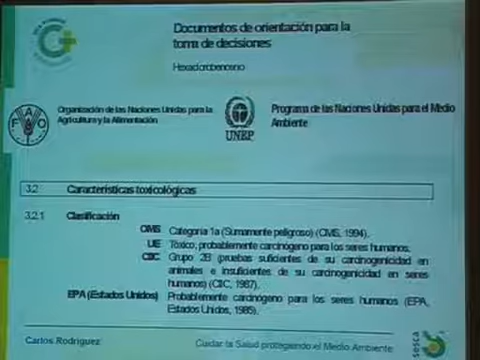 Documentos de orientación para la
toma de decisiones
Hexaclorobenceno
FAO
Organización de las Naciones Unidas para la
Agricultura y la Alimentación
UNEP
Programa de las Naciones Unidas para el Medio
Ambiente
3.2 Características toxicológicas
3.2.1 Clasificación
OMS Categoría 1a (Sumamente peligroso) (OMS, 1994).
UE Tóxico; probablemente carcinógeno para los seres humanos.
CIIC Grupo 2B (pruebas suficientes de su carcinogenicidad en
animales e insuficientes de su carcinogenicidad en seres
humanos) (CIIC, 1987).
EPA (Estados Unidos) Probablemente carcinógeno para los seres humanos (EPA,
Estados Unidos, 1985).
Carlos Rodríguez
Cuidar la Salud protegiendo el Medio Ambiente
sesca